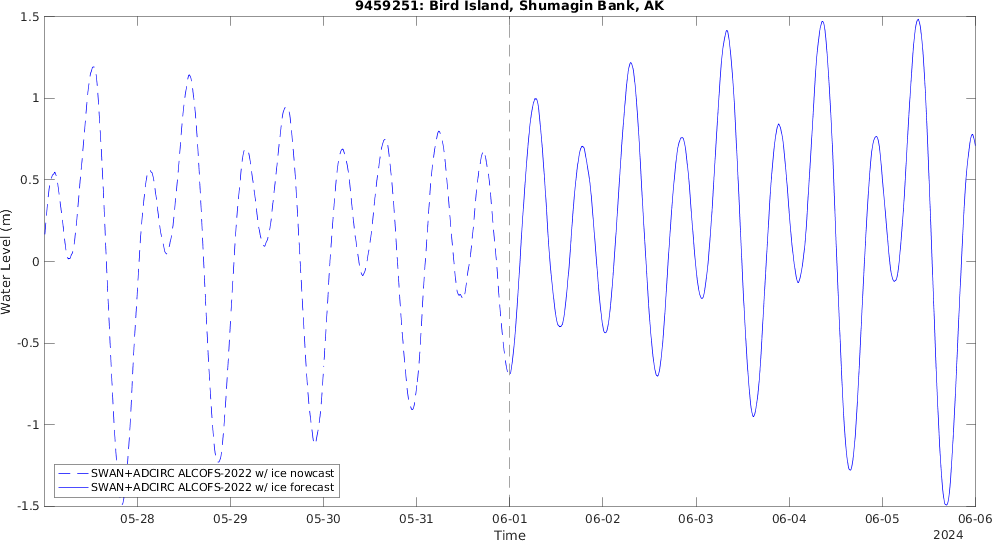 9459251: Bird Island, Shumagin Bank, AK
1.5
1
0.5
0
-0.5
-1
-1.5
Water Level (m)
SWAN+ADCIRC ALCOFS-2022 w/ ice nowcast
SWAN+ADCIRC ALCOFS-2022 w/ ice forecast
05-28 05-29 05-30 05-31 06-01 06-02 06-03 06-04 06-05 06-06
Time
2024